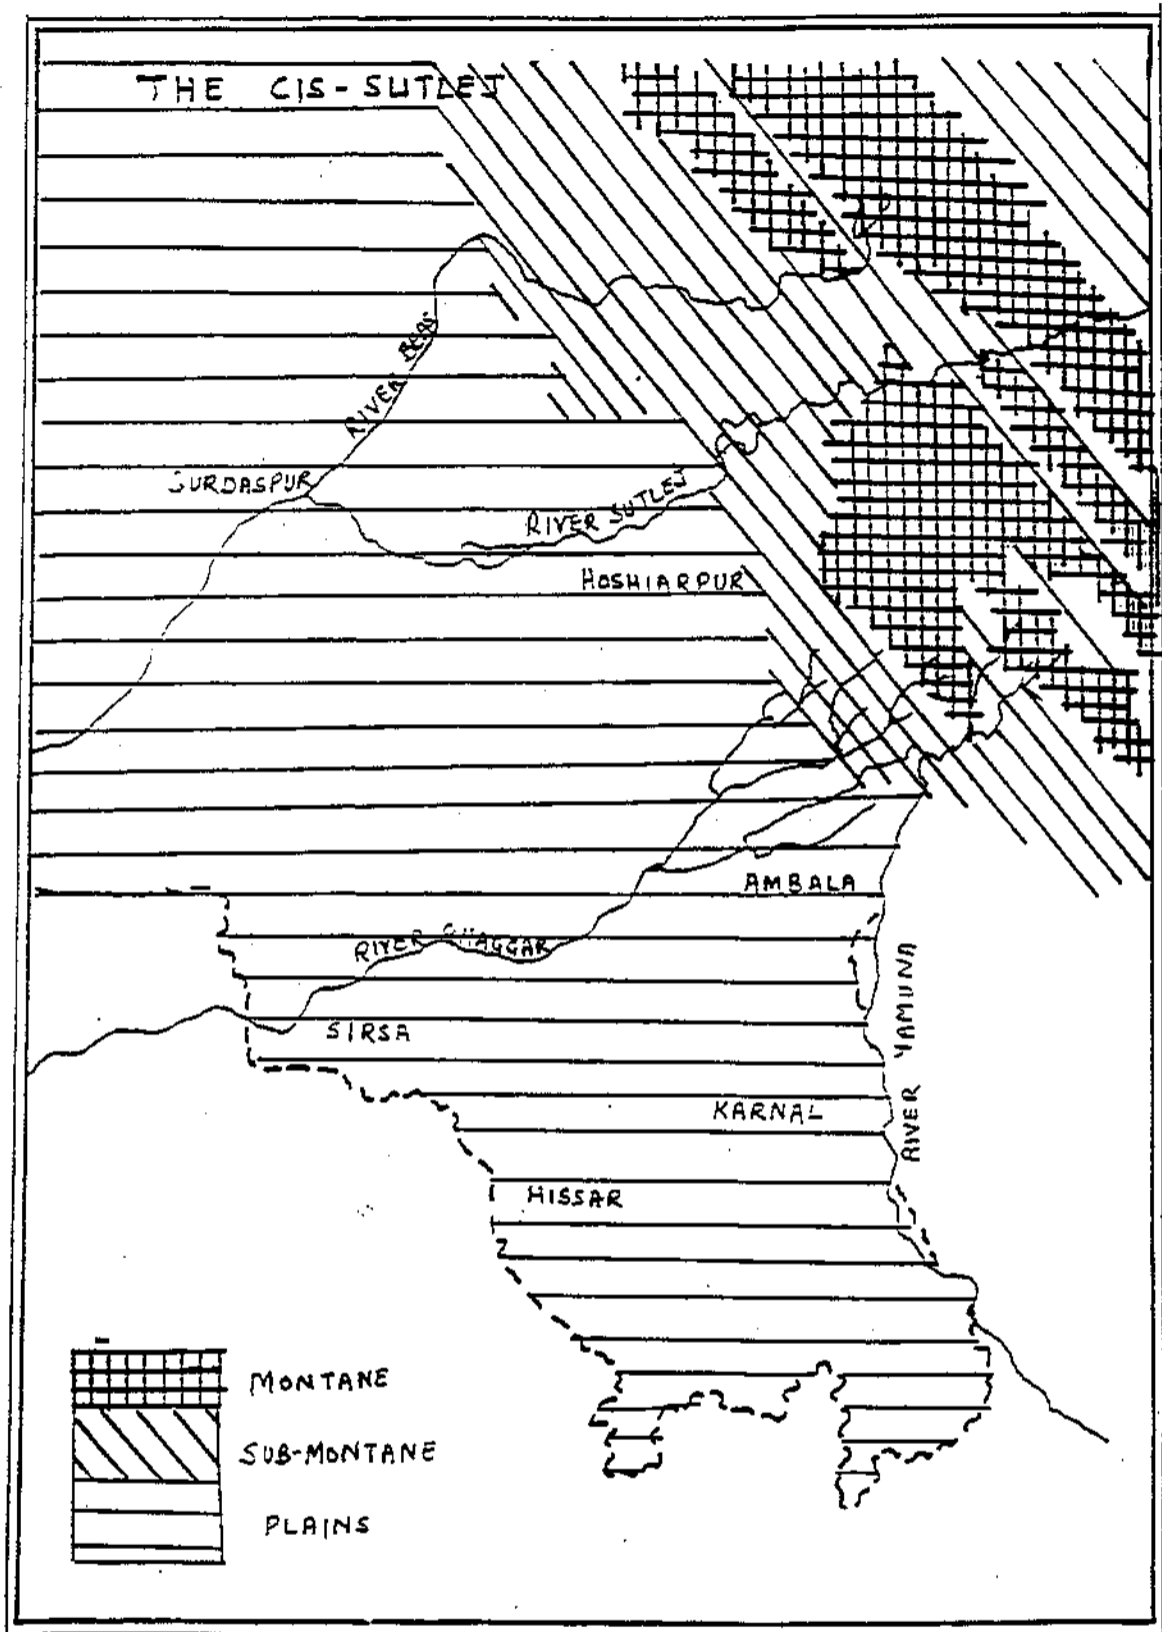 THE CIS-SUTLEJ
RIVER BEAS
GURDASPUR
RIVER SUTLEJ
HOSHIARPUR
AMBALA
RIVER GHAGGAR
RIVER YAMUNA
SIRSA
KARNAL
HISSAR
MONTANE
SUB-MONTANE
PLAINS